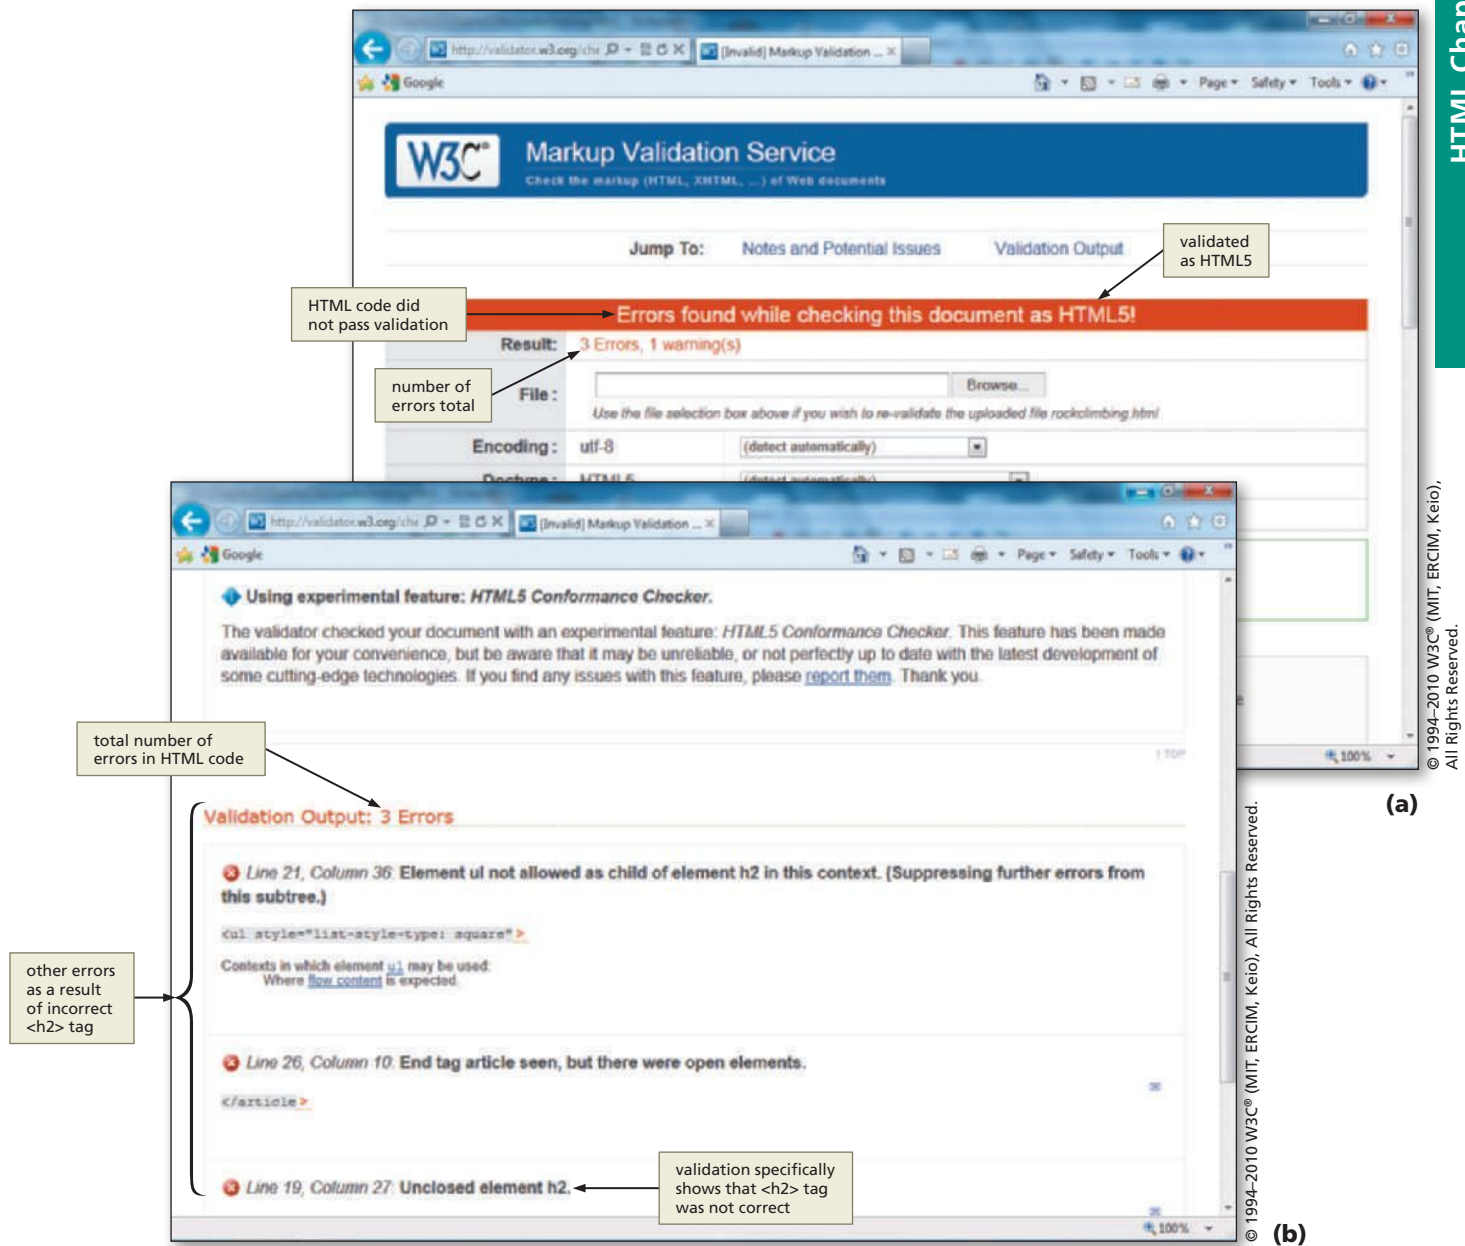 HTML Chap
http://validator.w3.org/che
[Invalid] Markup Validation ...
Google
Page
Safety
Tools
W3C®
Markup Validation Service
Check the markup (HTML, XHTML, ...) of Web documents
Jump To:
Notes and Potential Issues
Validation Output
validated
as HTML5
HTML code did
not pass validation
Errors found while checking this document as HTML5!
Result:
3 Errors, 1 warning(s)
number of
errors total
File :
Browse...
Use the file selection box above if you wish to re-validate the uploaded file rockclimbing.html
Encoding :
utf-8
(detect automatically)
Doctype :
HTML5
(detect automatically)
100%
© 1994–2010 W3C® (MIT, ERCIM, Keio),
All Rights Reserved.
(a)
http://validator.w3.org/che
[Invalid] Markup Validation ...
Google
Page
Safety
Tools
Using experimental feature: HTML5 Conformance Checker.
The validator checked your document with an experimental feature: HTML5 Conformance Checker. This feature has been made
available for your convenience, but be aware that it may be unreliable, or not perfectly up to date with the latest development of
some cutting-edge technologies. If you find any issues with this feature, please report them. Thank you.
↑ TOP
total number of
errors in HTML code
Validation Output: 3 Errors
Line 21, Column 36: Element ul not allowed as child of element h2 in this context. (Suppressing further errors from
this subtree.)
<ul style="list-style-type: square">
Contexts in which element ul may be used:
Where flow content is expected.
other errors
as a result
of incorrect
<h2> tag
Line 26, Column 10: End tag article seen, but there were open elements.
</article>
Line 19, Column 27: Unclosed element h2.
validation specifically
shows that <h2> tag
was not correct
100%
© 1994–2010 W3C® (MIT, ERCIM, Keio), All Rights Reserved.
(b)